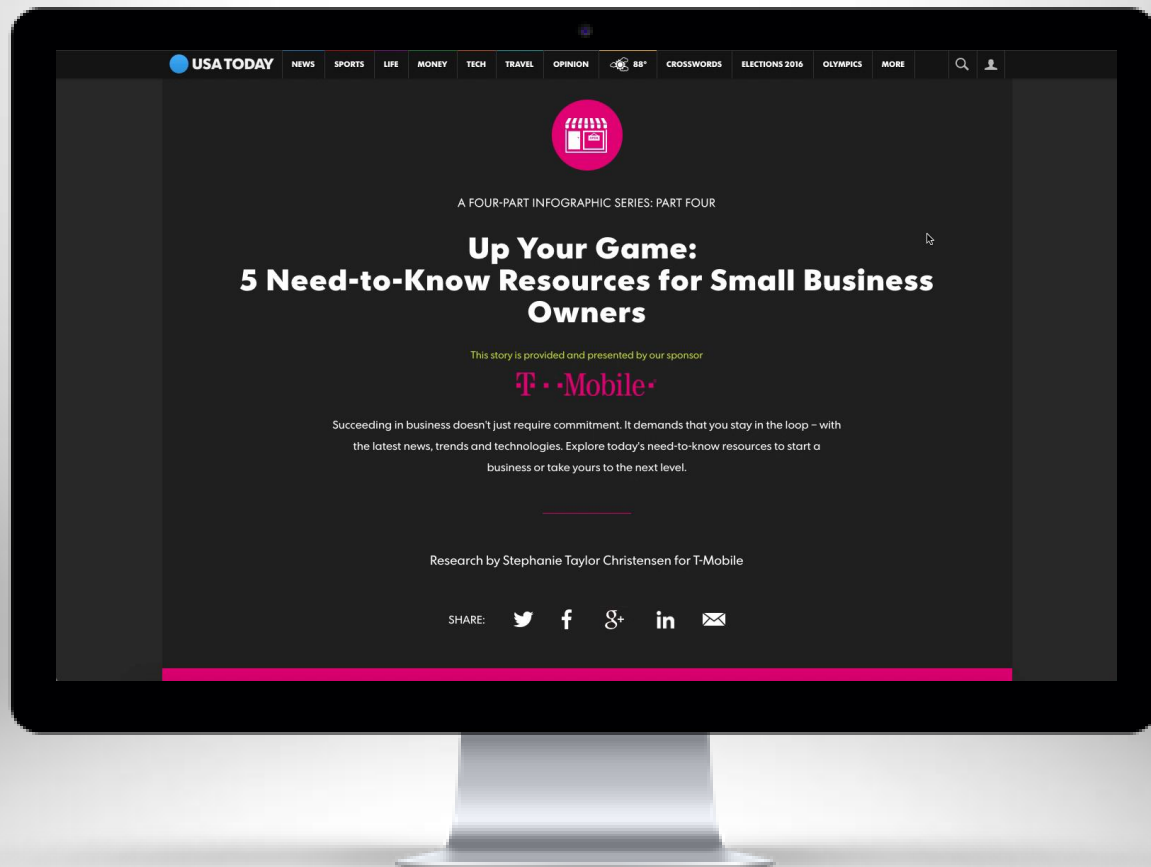 USA TODAY NEWS SPORTS LIFE MONEY TECH TRAVEL OPINION 88° CROSSWORDS ELECTIONS 2016 OLYMPICS MORE
A FOUR-PART INFOGRAPHIC SERIES: PART FOUR
Up Your Game:
5 Need-to-Know Resources for Small Business
Owners
This story is provided and presented by our sponsor
T··Mobile·
Succeeding in business doesn't just require commitment. It demands that you stay in the loop – with
the latest news, trends and technologies. Explore today's need-to-know resources to start a
business or take yours to the next level.
Research by Stephanie Taylor Christensen for T-Mobile
SHARE: f g+ in